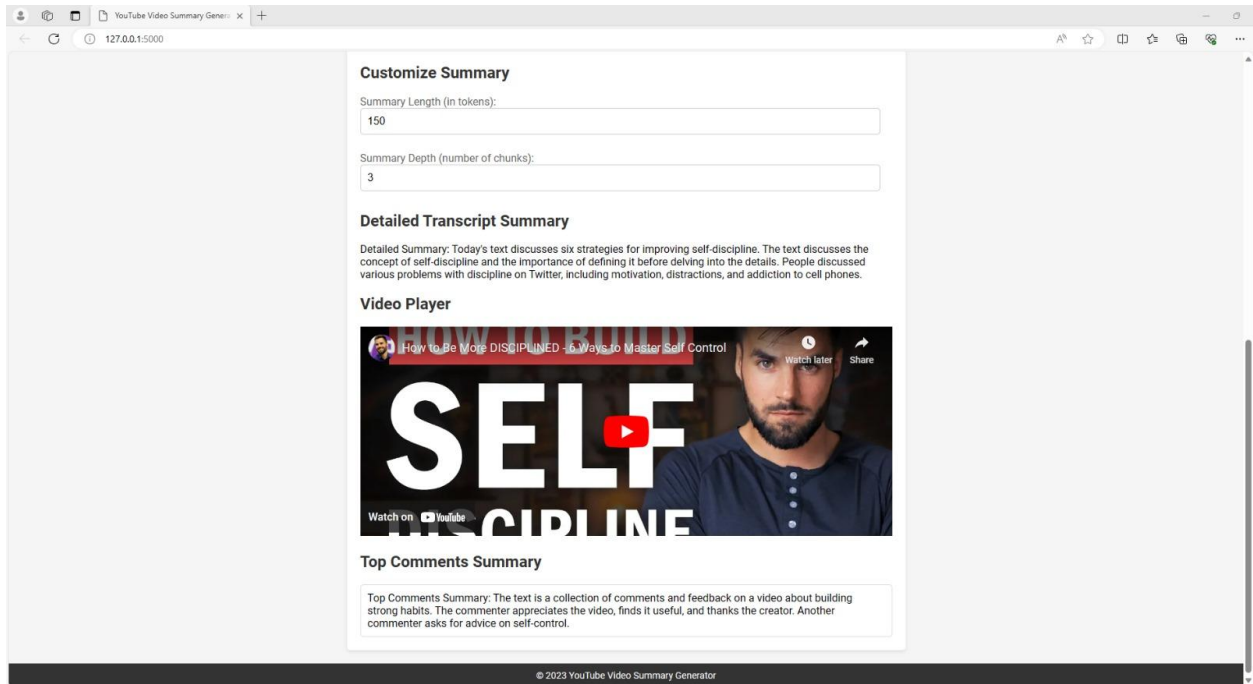 YouTube Video Summary Genera
127.0.0.1:5000
Customize Summary
Summary Length (in tokens):
150
Summary Depth (number of chunks):
3
Detailed Transcript Summary
Detailed Summary: Today's text discusses six strategies for improving self-discipline. The text discusses the
concept of self-discipline and the importance of defining it before delving into the details. People discussed
various problems with discipline on Twitter, including motivation, distractions, and addiction to cell phones.
Video Player
HOW TO BUILD
How to Be More DISCIPLINED - 6 Ways to Master Self Control
Watch later
Share
SELF
Watch on YouTube
DISCIPLINE
Top Comments Summary
Top Comments Summary: The text is a collection of comments and feedback on a video about building
strong habits. The commenter appreciates the video, finds it useful, and thanks the creator. Another
commenter asks for advice on self-control.
© 2023 YouTube Video Summary Generator